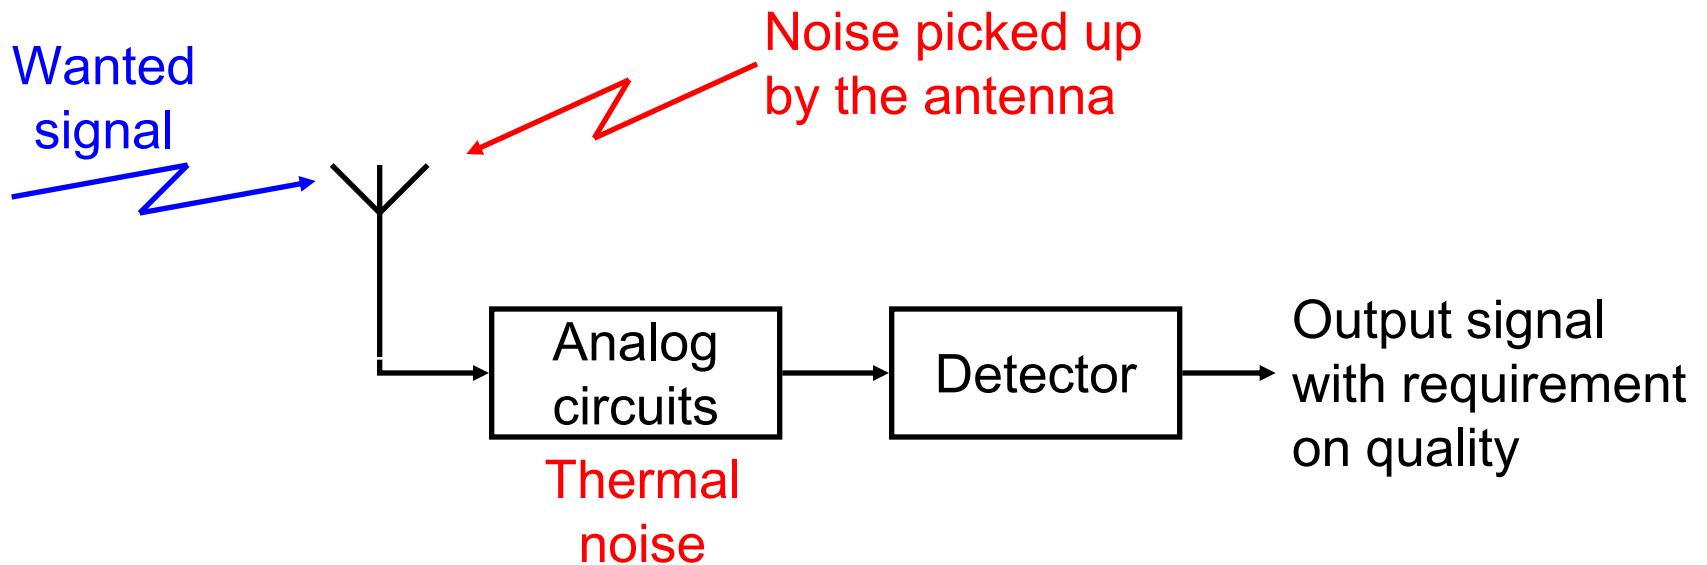 Wanted
signal
Noise picked up
by the antenna
Analog
circuits
Thermal
noise
Detector
Output signal
with requirement
on quality